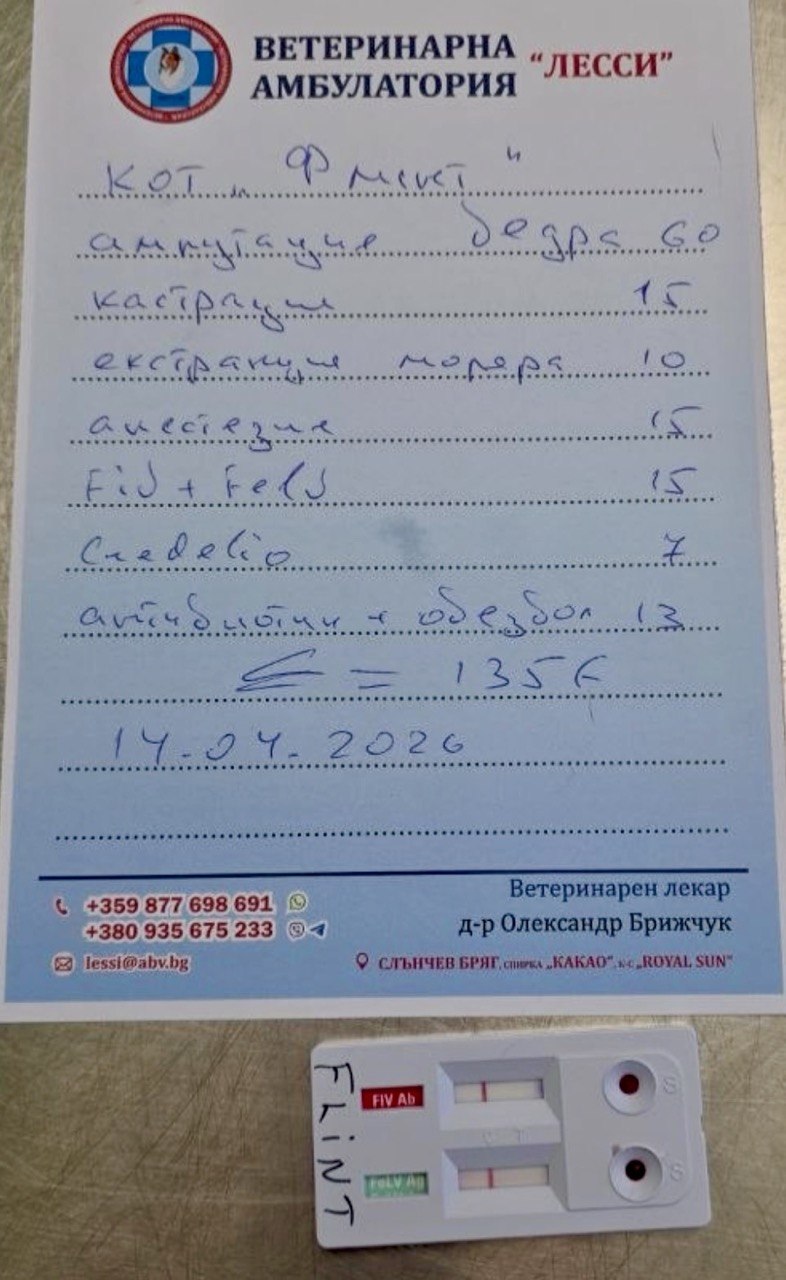 ВЕТЕРИНАРНА
АМБУЛАТОРИЯ "ЛЕССИ"
КОТ „Флинт"
ампутация бедра 60
кастрация 15
екстракция моляра 10
анестезия 15
Fiv + Felv 15
Credelio 7
антибиотик + обезбол 13
Σ = 135€
14.04.2026
+359 877 698 691
+380 935 675 233
lessi@abv.bg
Ветеринарен лекар
д-р Олександр Брижчук
СЛЪНЧЕВ БРЯГ, СПИРКА „КАКАО", К-С „ROYAL SUN"
FLINT
FIV Ab
S
C T
FeLV Ag
S